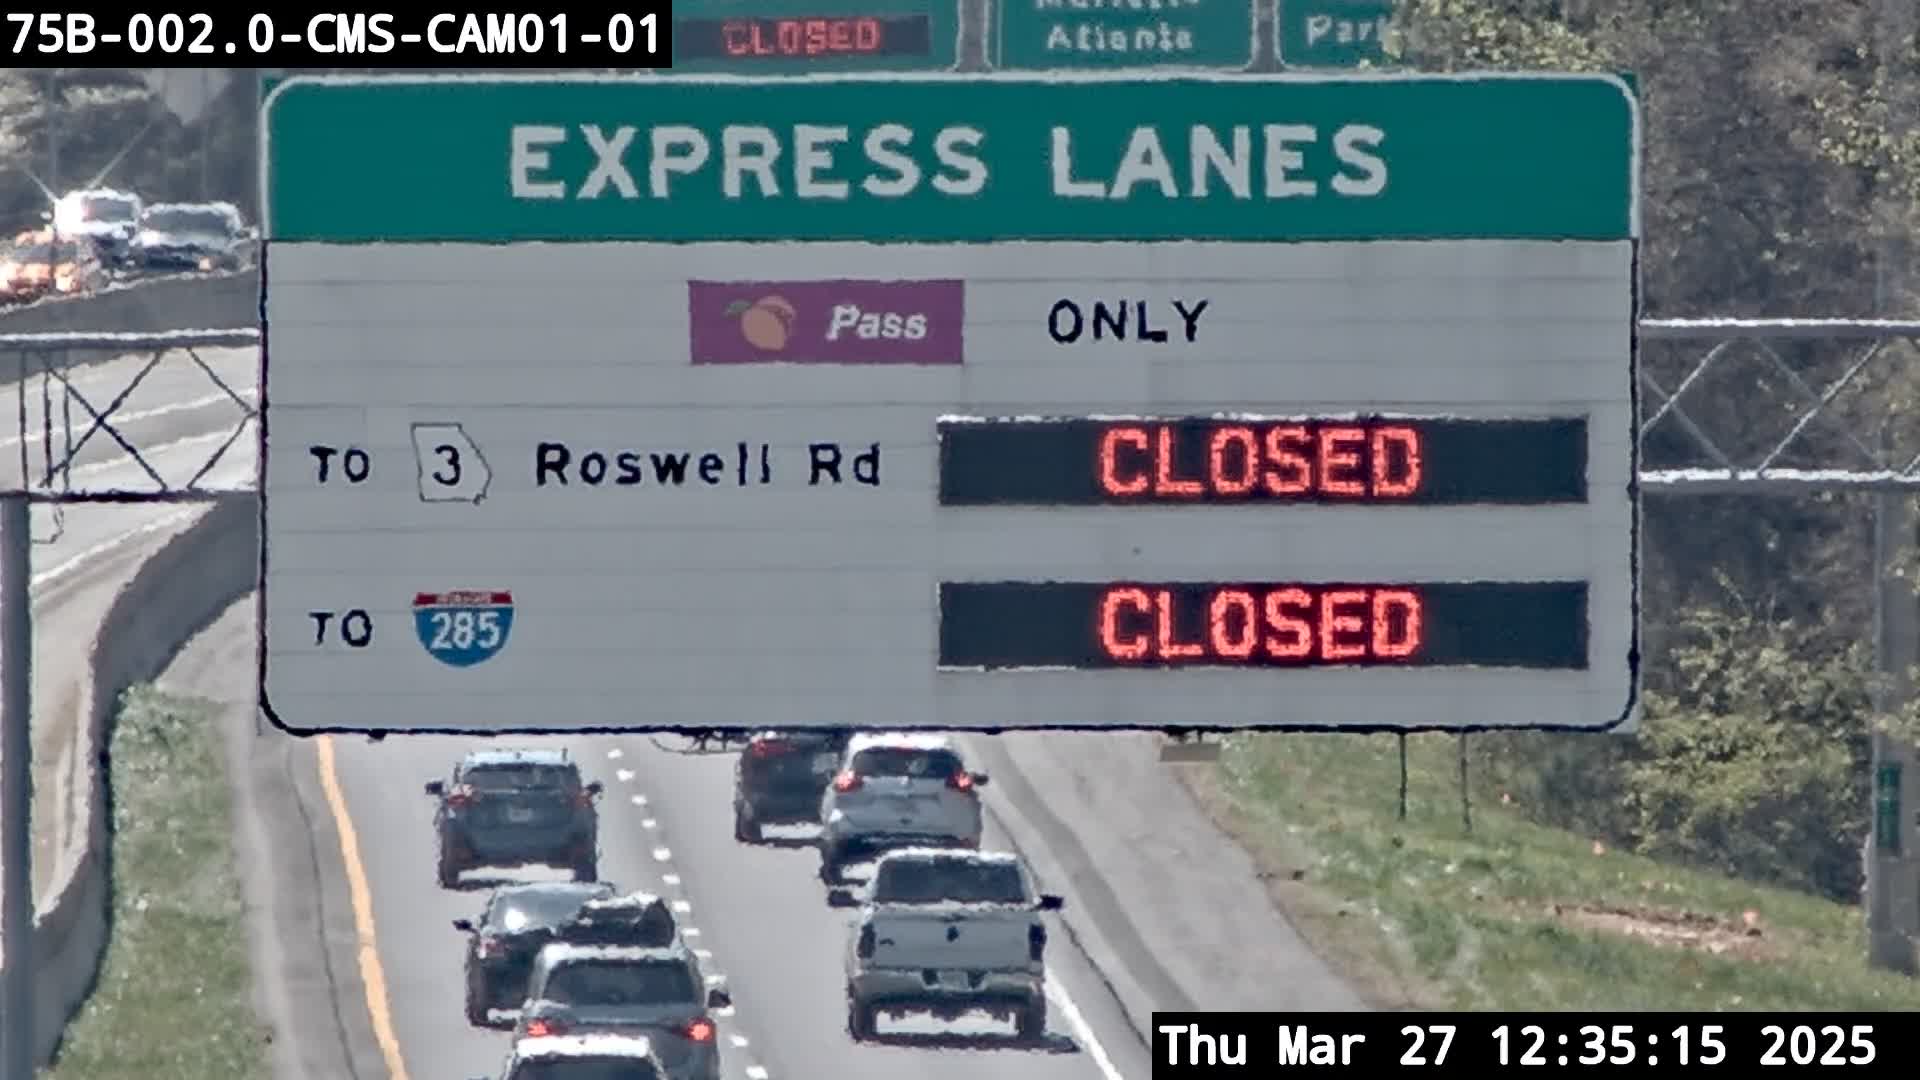 75B-002.0-CMS-CAM01-01
CLOSED
Atlanta
EXPRESS LANES
Pass ONLY
TO 3 Roswell Rd CLOSED
TO 285 CLOSED
Thu Mar 27 12:35:15 2025